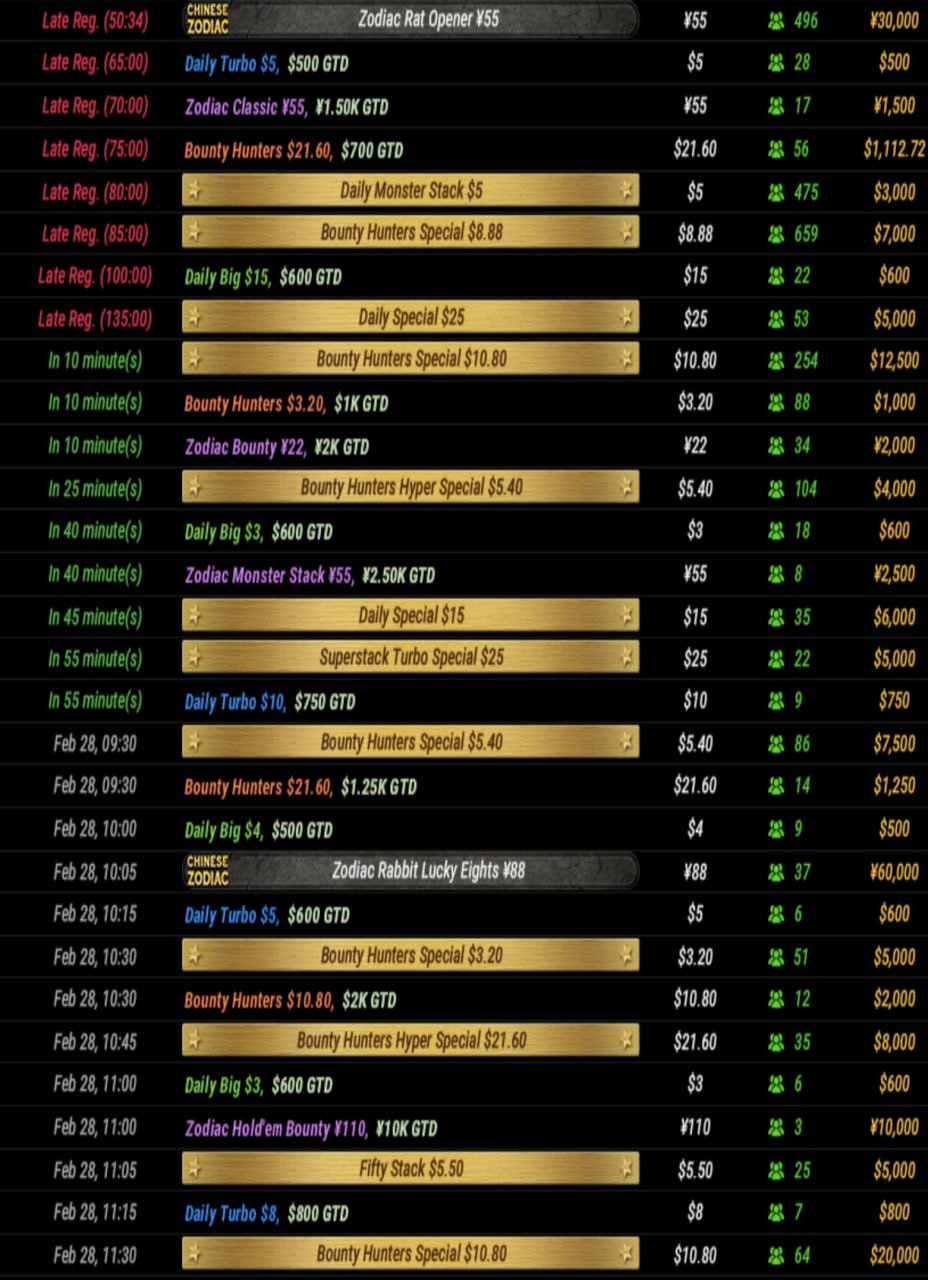 Late Reg. (50:34) CHINESE ZODIAC Zodiac Rat Opener ¥55 ¥55 496 ¥30,000
Late Reg. (65:00) Daily Turbo $5, $500 GTD $5 28 $500
Late Reg. (70:00) Zodiac Classic ¥55, ¥1.50K GTD ¥55 17 ¥1,500
Late Reg. (75:00) Bounty Hunters $21.60, $700 GTD $21.60 56 $1,112.72
Late Reg. (80:00) Daily Monster Stack $5 $5 475 $3,000
Late Reg. (85:00) Bounty Hunters Special $8.88 $8.88 659 $7,000
Late Reg. (100:00) Daily Big $15, $600 GTD $15 22 $600
Late Reg. (135:00) Daily Special $25 $25 53 $5,000
In 10 minute(s) Bounty Hunters Special $10.80 $10.80 254 $12,500
In 10 minute(s) Bounty Hunters $3.20, $1K GTD $3.20 88 $1,000
In 10 minute(s) Zodiac Bounty ¥22, ¥2K GTD ¥22 34 ¥2,000
In 25 minute(s) Bounty Hunters Hyper Special $5.40 $5.40 104 $4,000
In 40 minute(s) Daily Big $3, $600 GTD $3 18 $600
In 40 minute(s) Zodiac Monster Stack ¥55, ¥2.50K GTD ¥55 8 ¥2,500
In 45 minute(s) Daily Special $15 $15 35 $6,000
In 55 minute(s) Superstack Turbo Special $25 $25 22 $5,000
In 55 minute(s) Daily Turbo $10, $750 GTD $10 9 $750
Feb 28, 09:30 Bounty Hunters Special $5.40 $5.40 86 $7,500
Feb 28, 09:30 Bounty Hunters $21.60, $1.25K GTD $21.60 14 $1,250
Feb 28, 10:00 Daily Big $4, $500 GTD $4 9 $500
Feb 28, 10:05 CHINESE ZODIAC Zodiac Rabbit Lucky Eights ¥88 ¥88 37 ¥60,000
Feb 28, 10:15 Daily Turbo $5, $600 GTD $5 6 $600
Feb 28, 10:30 Bounty Hunters Special $3.20 $3.20 51 $5,000
Feb 28, 10:30 Bounty Hunters $10.80, $2K GTD $10.80 12 $2,000
Feb 28, 10:45 Bounty Hunters Hyper Special $21.60 $21.60 35 $8,000
Feb 28, 11:00 Daily Big $3, $600 GTD $3 6 $600
Feb 28, 11:00 Zodiac Hold'em Bounty ¥110, ¥10K GTD ¥110 3 ¥10,000
Feb 28, 11:05 Fifty Stack $5.50 $5.50 25 $5,000
Feb 28, 11:15 Daily Turbo $8, $800 GTD $8 7 $800
Feb 28, 11:30 Bounty Hunters Special $10.80 $10.80 64 $20,000